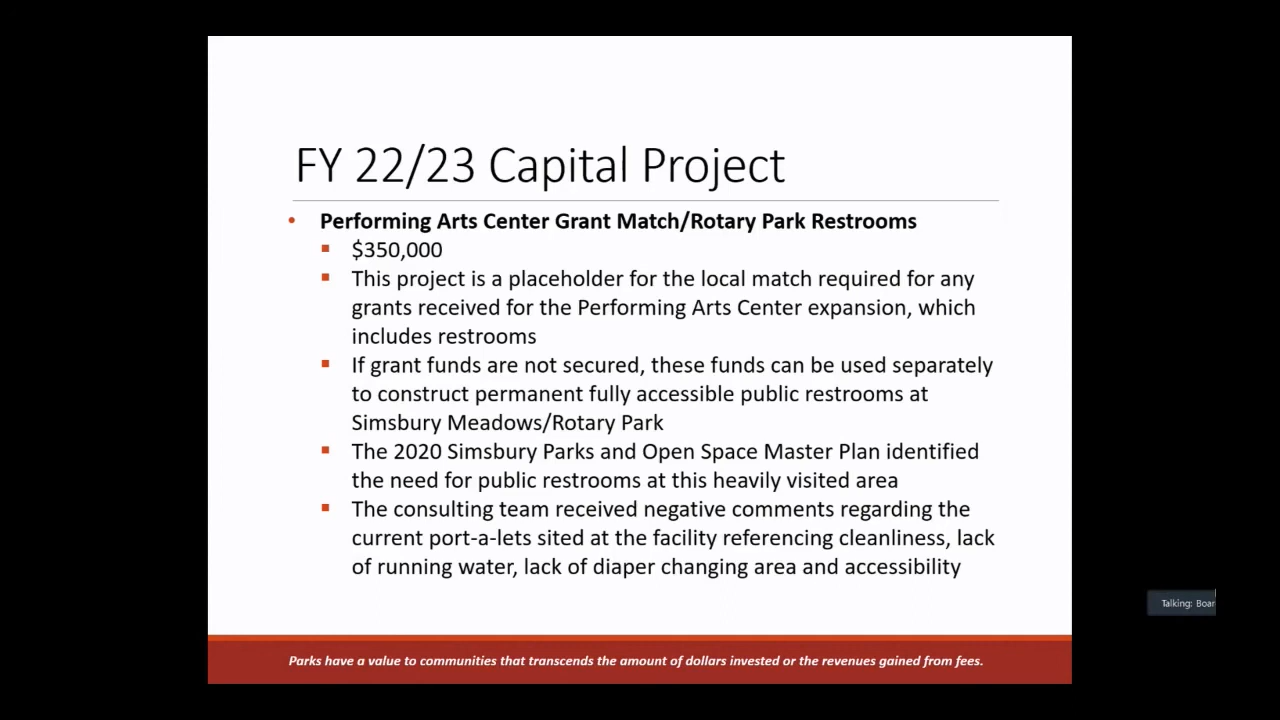 FY 22/23 Capital Project
• Performing Arts Center Grant Match/Rotary Park Restrooms
▪ $350,000
▪ This project is a placeholder for the local match required for any
grants received for the Performing Arts Center expansion, which
includes restrooms
▪ If grant funds are not secured, these funds can be used separately
to construct permanent fully accessible public restrooms at
Simsbury Meadows/Rotary Park
▪ The 2020 Simsbury Parks and Open Space Master Plan identified
the need for public restrooms at this heavily visited area
▪ The consulting team received negative comments regarding the
current port-a-lets sited at the facility referencing cleanliness, lack
of running water, lack of diaper changing area and accessibility
Talking: Boar
Parks have a value to communities that transcends the amount of dollars invested or the revenues gained from fees.